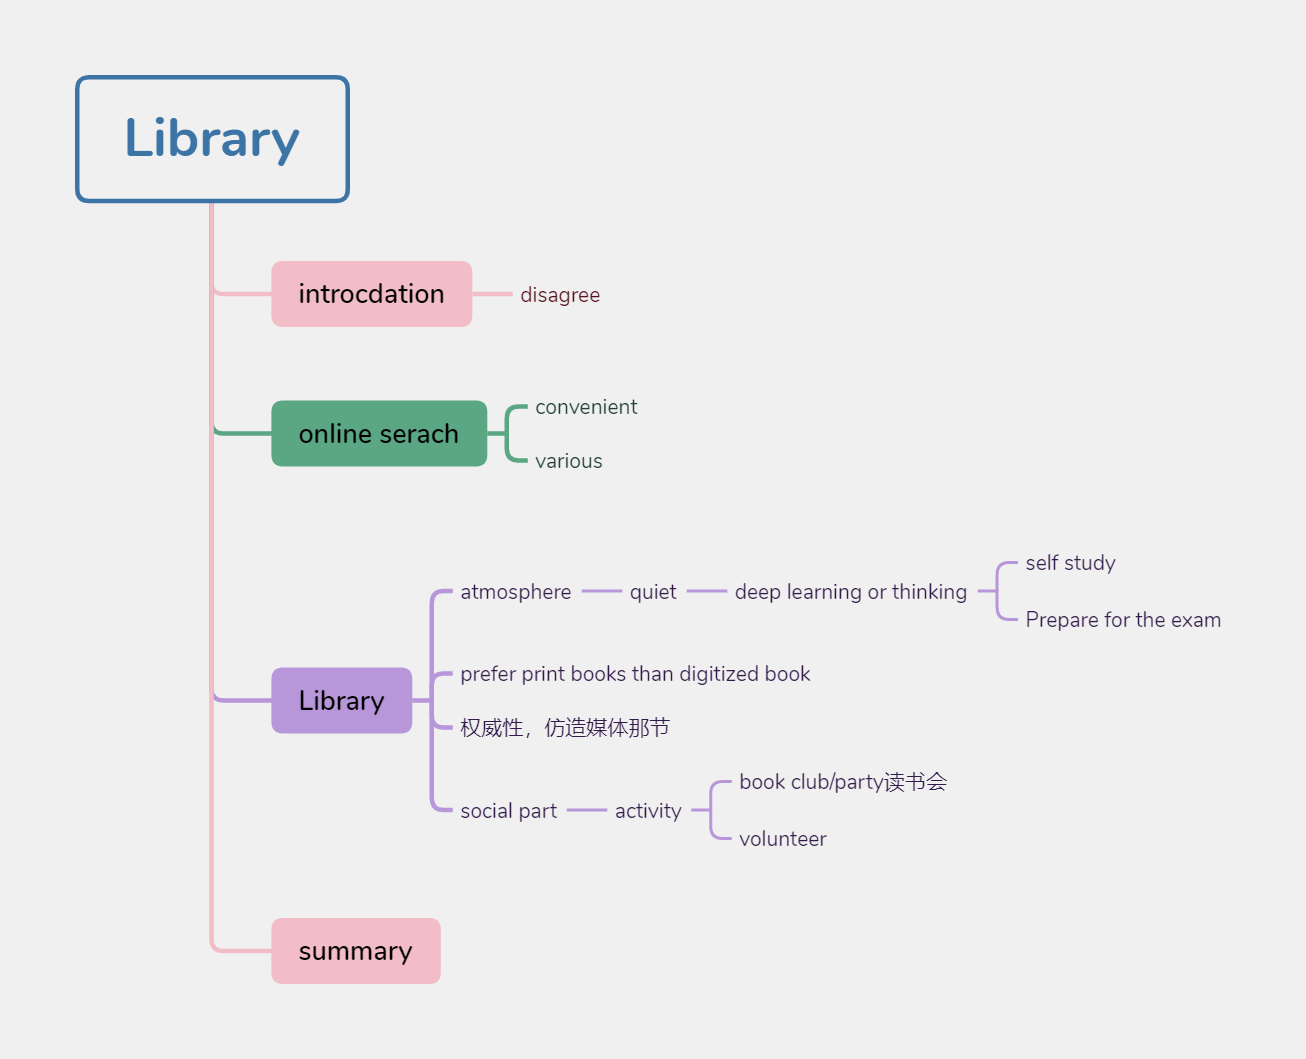 Library
introcdation
disagree
online serach
convenient
various
Library
atmosphere
quiet
deep learning or thinking
self study
Prepare for the exam
prefer print books than digitized book
权威性，仿造媒体那节
social part
activity
book club/party读书会
volunteer
summary